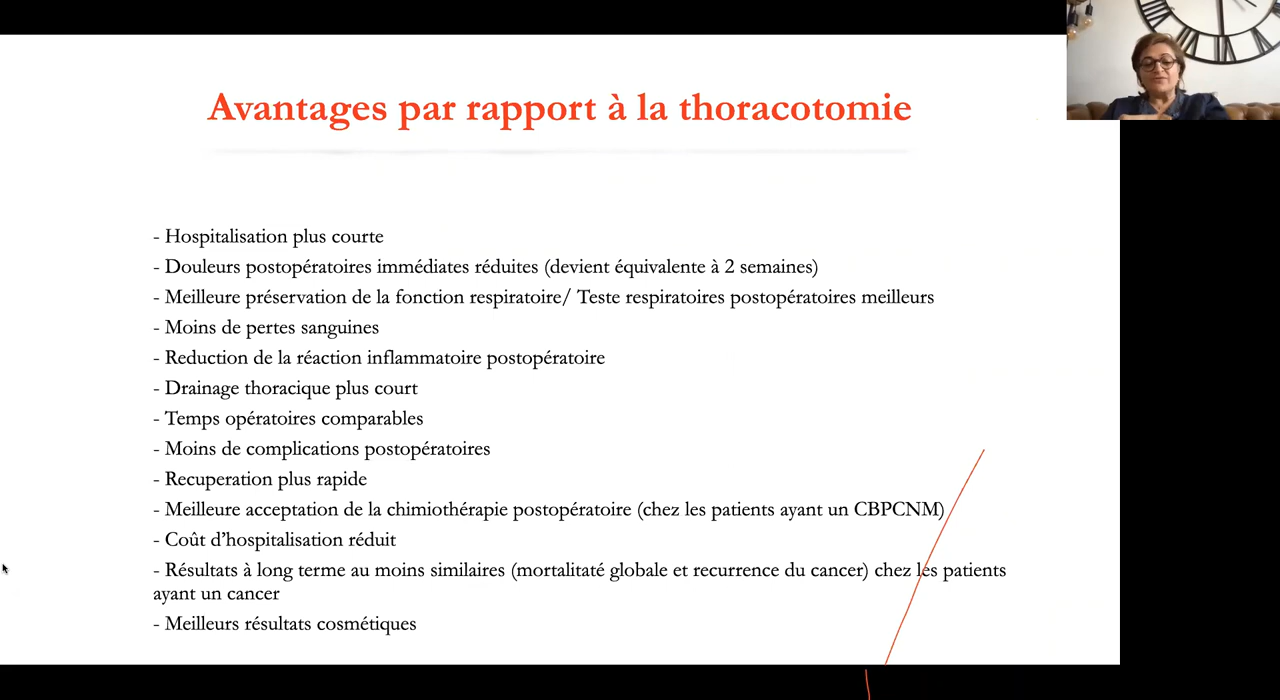 Avantages par rapport à la thoracotomie
- Hospitalisation plus courte
- Douleurs postopératoires immédiates réduites (devient équivalente à 2 semaines)
- Meilleure préservation de la fonction respiratoire/ Teste respiratoires postopératoires meilleurs
- Moins de pertes sanguines
- Reduction de la réaction inflammatoire postopératoire
- Drainage thoracique plus court
- Temps opératoires comparables
- Moins de complications postopératoires
- Recuperation plus rapide
- Meilleure acceptation de la chimiothérapie postopératoire (chez les patients ayant un CBPCNM)
- Coût d’hospitalisation réduit
- Résultats à long terme au moins similaires (mortalitaté globale et recurrence du cancer) chez les patients
ayant un cancer
- Meilleurs résultats cosmétiques